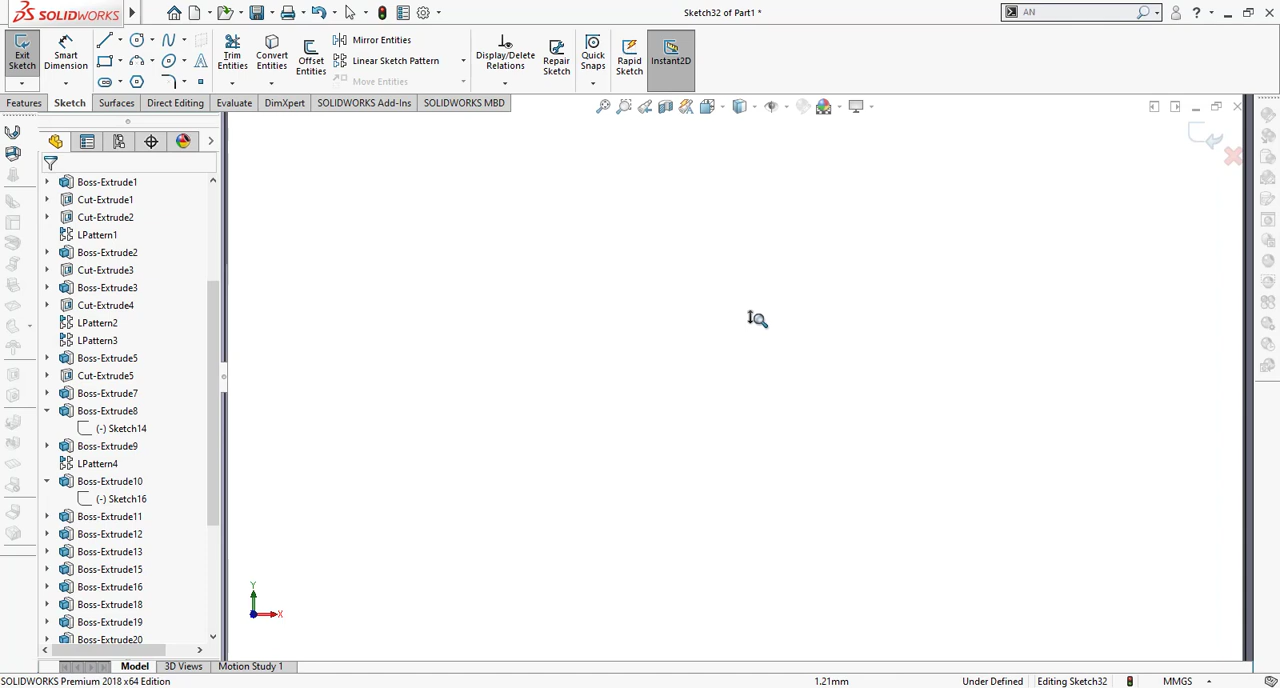 SOLIDWORKS
Sketch32 of Part1 *
AN
?
Exit Sketch
Smart Dimension
Trim Entities
Convert Entities
Offset Entities
Mirror Entities
Linear Sketch Pattern
Move Entities
Display/Delete Relations
Repair Sketch
Quick Snaps
Rapid Sketch
Instant2D
Features
Sketch
Surfaces
Direct Editing
Evaluate
DimXpert
SOLIDWORKS Add-Ins
SOLIDWORKS MBD
Boss-Extrude1
Cut-Extrude1
Cut-Extrude2
LPattern1
Boss-Extrude2
Cut-Extrude3
Boss-Extrude3
Cut-Extrude4
LPattern2
LPattern3
Boss-Extrude5
Cut-Extrude5
Boss-Extrude7
Boss-Extrude8
(-) Sketch14
Boss-Extrude9
LPattern4
Boss-Extrude10
(-) Sketch16
Boss-Extrude11
Boss-Extrude12
Boss-Extrude13
Boss-Extrude15
Boss-Extrude16
Boss-Extrude18
Boss-Extrude19
Boss-Extrude20
Y
X
Model
3D Views
Motion Study 1
SOLIDWORKS Premium 2018 x64 Edition
1.21mm
Under Defined
Editing Sketch32
MMGS